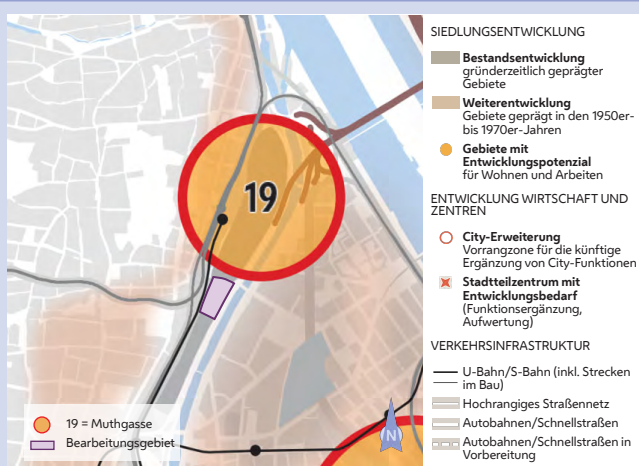 19
19 = Muthgasse
Bearbeitungsgebiet
N
SIEDLUNGSENTWICKLUNG
Bestandsentwicklung
gründerzeitlich geprägter
Gebiete
Weiterentwicklung
Gebiete geprägt in den 1950er-
bis 1970er-Jahren
Gebiete mit
Entwicklungspotenzial
für Wohnen und Arbeiten
ENTWICKLUNG WIRTSCHAFT UND
ZENTREN
City-Erweiterung
Vorrangzone für die künftige
Ergänzung von City-Funktionen
Stadtteilzentrum mit
Entwicklungsbedarf
(Funktionsergänzung,
Aufwertung)
VERKEHRSINFRASTRUKTUR
U-Bahn/S-Bahn (inkl. Strecken
im Bau)
Hochrangiges Straßennetz
Autobahnen/Schnellstraßen
Autobahnen/Schnellstraßen in
Vorbereitung